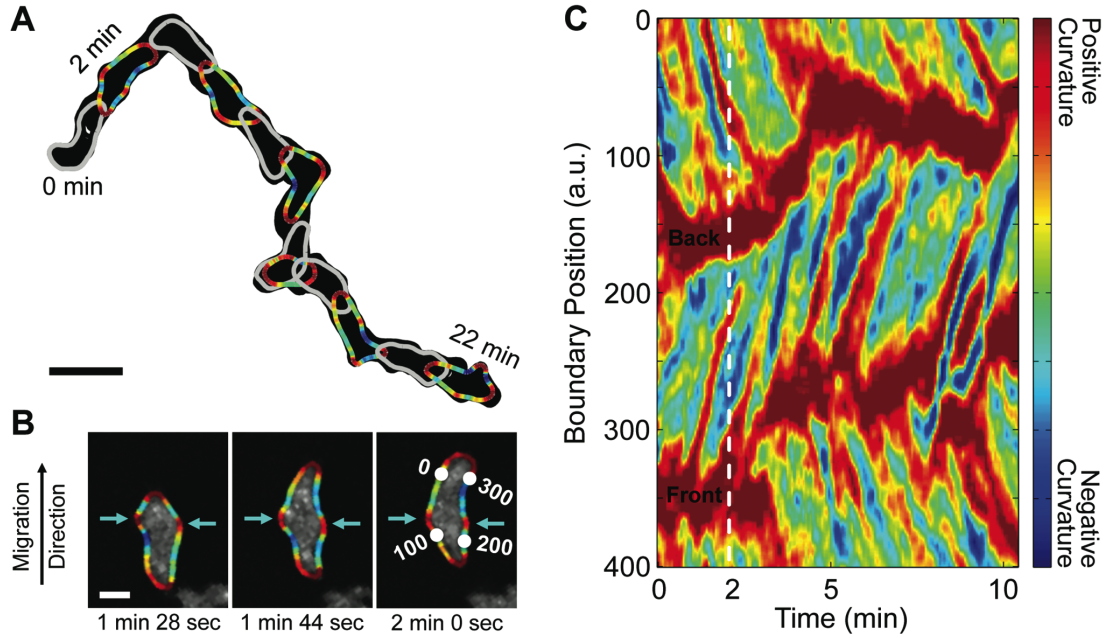 A
2 min
0 min
22 min
B
Migration
Direction
0
300
100
200
1 min 28 sec
1 min 44 sec
2 min 0 sec
C
Boundary Position (a.u.)
0
100
200
300
400
Back
Front
0
2
5
10
Time (min)
Positive
Curvature
Negative
Curvature